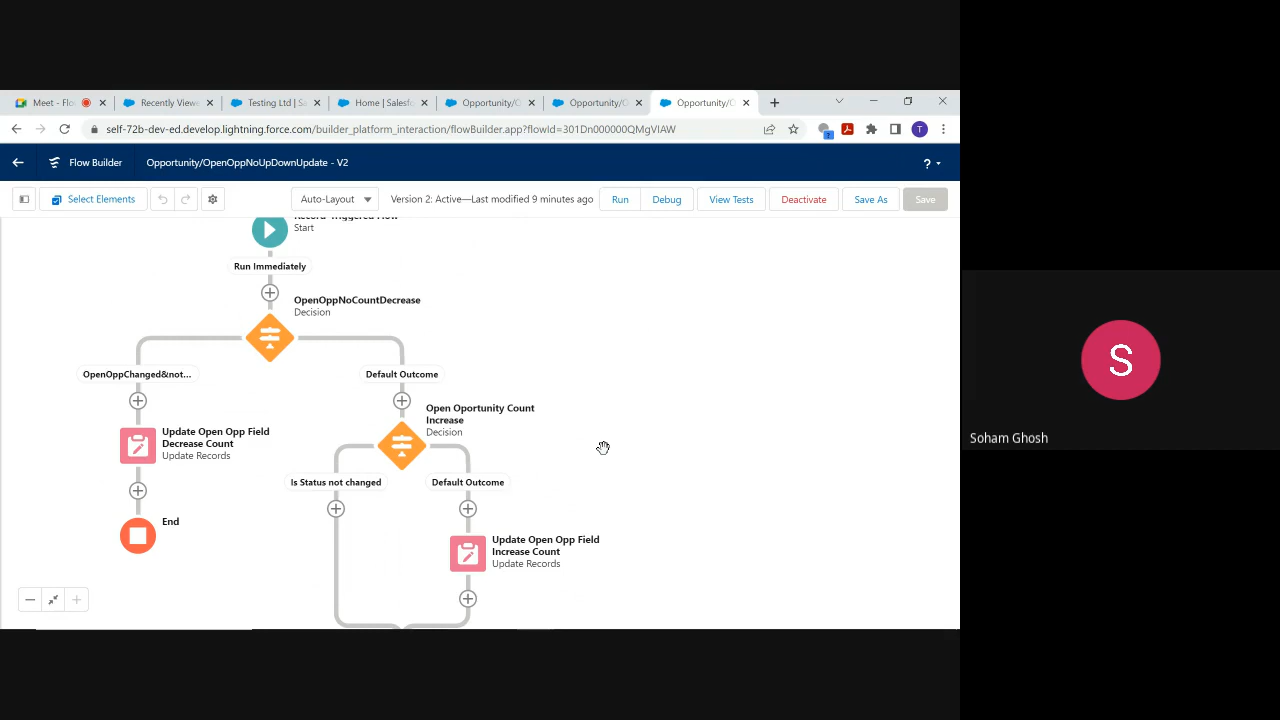 Meet - Flo
Recently Viewe
Testing Ltd | Sa
Home | Salesfo
Opportunity/O
Opportunity/O
Opportunity/O
self-72b-dev-ed.develop.lightning.force.com/builder_platform_interaction/flowBuilder.app?flowId=301Dn000000QMgVIAW
T
Flow Builder
Opportunity/OpenOppNoUpDownUpdate - V2
?
Select Elements
Auto-Layout
Version 2: Active—Last modified 9 minutes ago
Run
Debug
View Tests
Deactivate
Save As
Save
Record-Triggered Flow
Start
Run Immediately
OpenOppNoCountDecrease
Decision
OpenOppChanged&not...
Default Outcome
Open Oportunity Count
Increase
Decision
Update Open Opp Field
Decrease Count
Update Records
Is Status not changed
Default Outcome
End
Update Open Opp Field
Increase Count
Update Records
S
Soham Ghosh